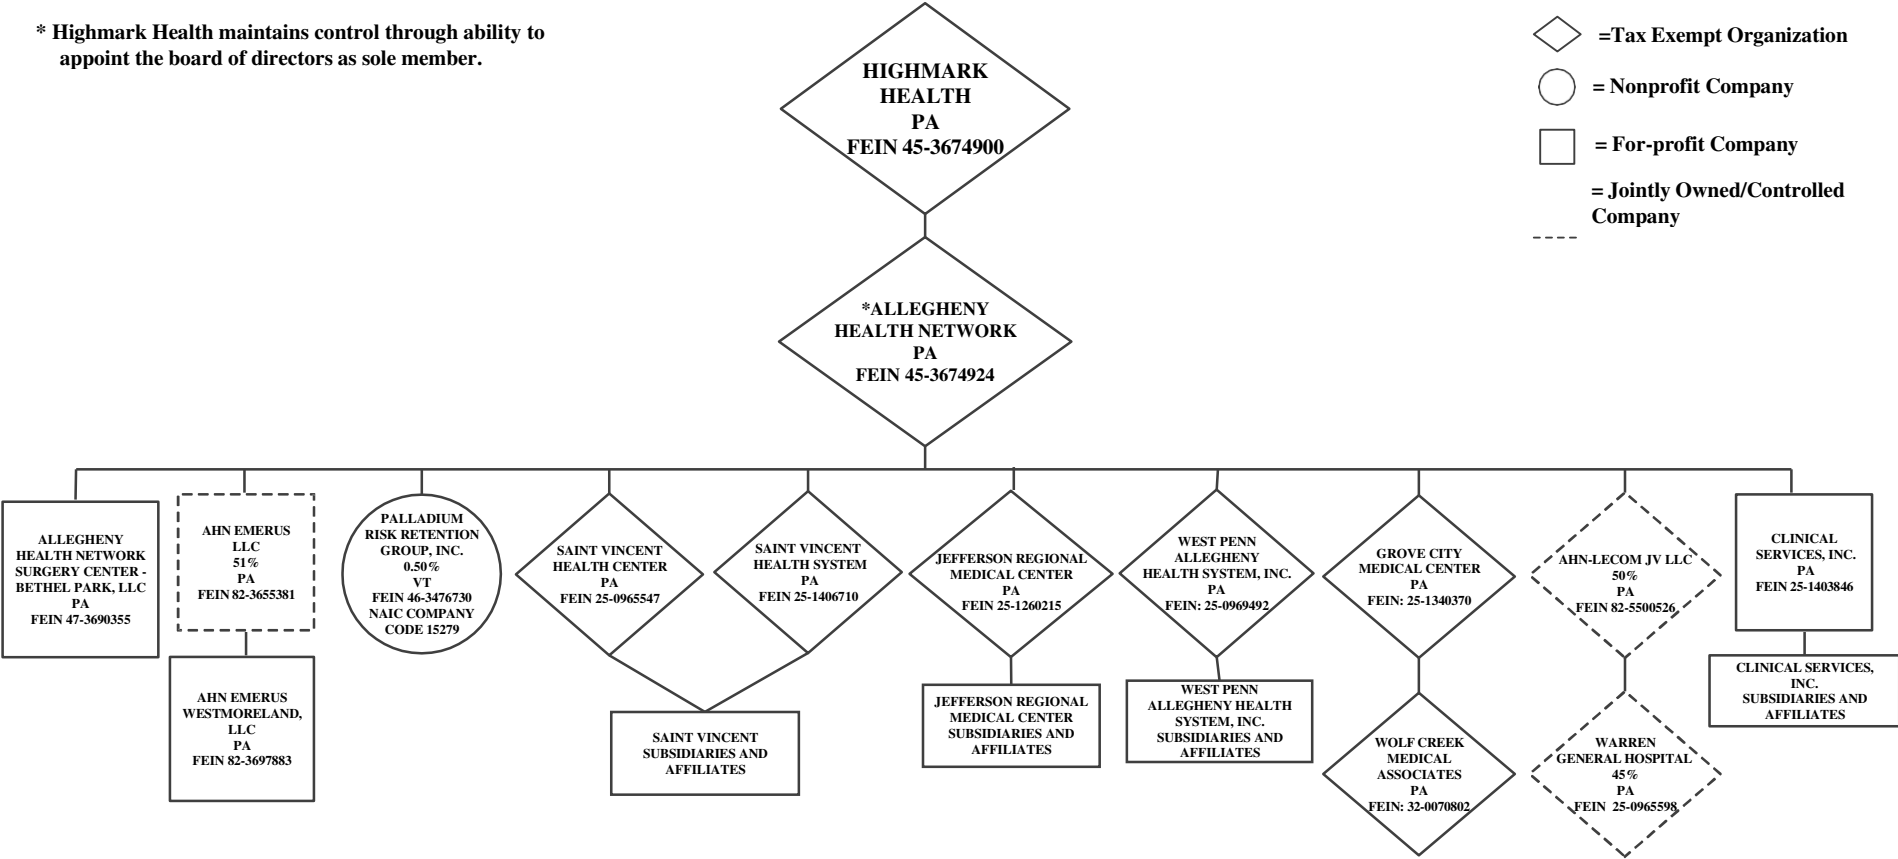 * Highmark Health maintains control through ability to
appoint the board of directors as sole member.
=Tax Exempt Organization
= Nonprofit Company
= For-profit Company
= Jointly Owned/Controlled
Company
HIGHMARK
HEALTH
PA
FEIN 45-3674900
*ALLEGHENY
HEALTH NETWORK
PA
FEIN 45-3674924
ALLEGHENY
HEALTH NETWORK
SURGERY CENTER -
BETHEL PARK, LLC
PA
FEIN 47-3690355
AHN EMERUS
LLC
51%
PA
FEIN 82-3655381
AHN EMERUS
WESTMORELAND,
LLC
PA
FEIN 82-3697883
PALLADIUM
RISK RETENTION
GROUP, INC.
0.50%
VT
FEIN 46-3476730
NAIC COMPANY
CODE 15279
SAINT VINCENT
HEALTH CENTER
PA
FEIN 25-0965547
SAINT VINCENT
HEALTH SYSTEM
PA
FEIN 25-1406710
SAINT VINCENT
SUBSIDIARIES AND
AFFILIATES
JEFFERSON REGIONAL
MEDICAL CENTER
PA
FEIN 25-1260215
JEFFERSON REGIONAL
MEDICAL CENTER
SUBSIDIARIES AND
AFFILIATES
WEST PENN
ALLEGHENY
HEALTH SYSTEM, INC.
PA
FEIN: 25-0969492
WEST PENN
ALLEGHENY HEALTH
SYSTEM, INC.
SUBSIDIARIES AND
AFFILIATES
GROVE CITY
MEDICAL CENTER
PA
FEIN: 25-1340370
WOLF CREEK
MEDICAL
ASSOCIATES
PA
FEIN: 32-0070802
AHN-LECOM JV LLC
50%
PA
FEIN 82-5500526
WARREN
GENERAL HOSPITAL
45%
PA
FEIN 25-0965598
CLINICAL
SERVICES, INC.
PA
FEIN 25-1403846
CLINICAL SERVICES,
INC.
SUBSIDIARIES AND
AFFILIATES